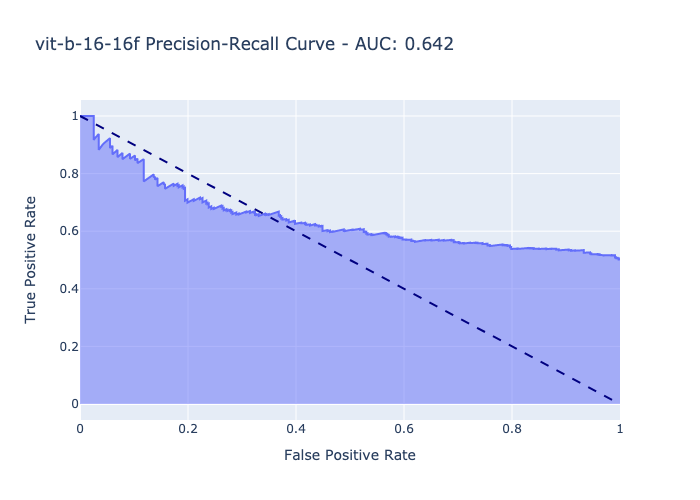 vit-b-16-16f Precision-Recall Curve - AUC: 0.642
1
0.8
0.6
0.4
0.2
0
True Positive Rate
0 0.2 0.4 0.6 0.8 1
False Positive Rate